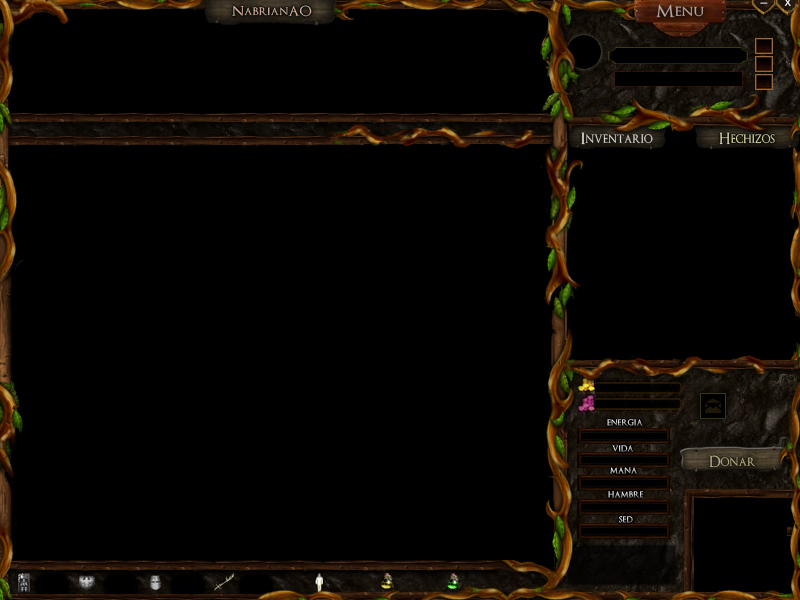 NabrianAO
Menu
Inventario
Hechizos
ENERGIA
VIDA
MANA
HAMBRE
SED
Donar